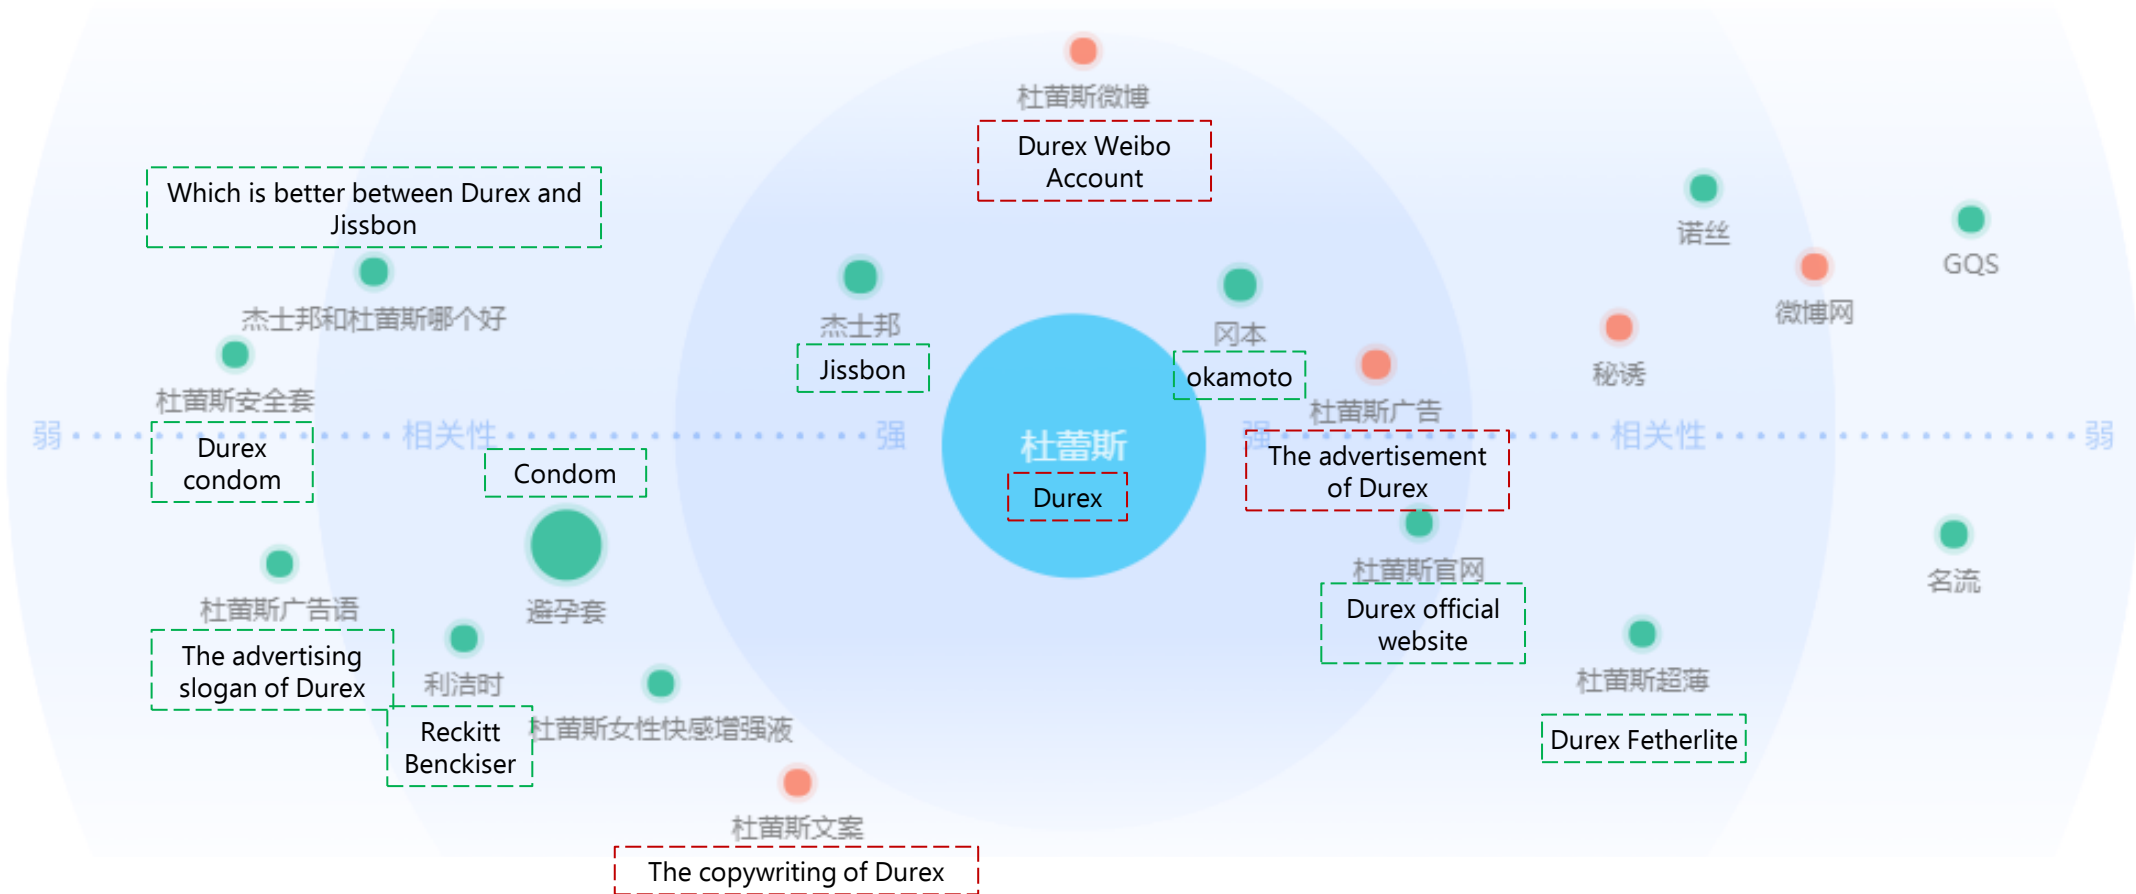 杜蕾斯微博
Durex Weibo
Account
Which is better between Durex and
Jissbon
诺丝
GQS
杰士邦和杜蕾斯哪个好
杰士邦
Jissbon
冈本
okamoto
微博网
秘诱
杜蕾斯安全套
Durex
condom
杜蕾斯广告
The advertisement
of Durex
弱 相关性 强
杜蕾斯
Durex
强 相关性 弱
Condom
避孕套
杜蕾斯官网
Durex official
website
名流
杜蕾斯广告语
The advertising
slogan of Durex
利洁时
Reckitt
Benckiser
杜蕾斯女性快感增强液
杜蕾斯超薄
Durex Fetherlite
杜蕾斯文案
The copywriting of Durex